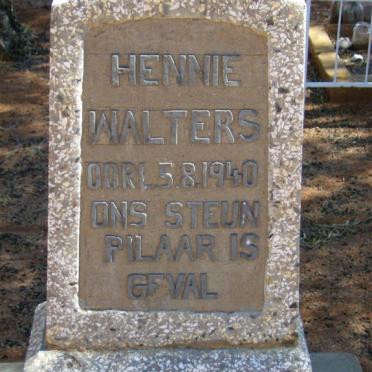 HENNIE
WALTERS
OORL.5.8.1940
ONS STEUN
PILAAR IS
GEVAL